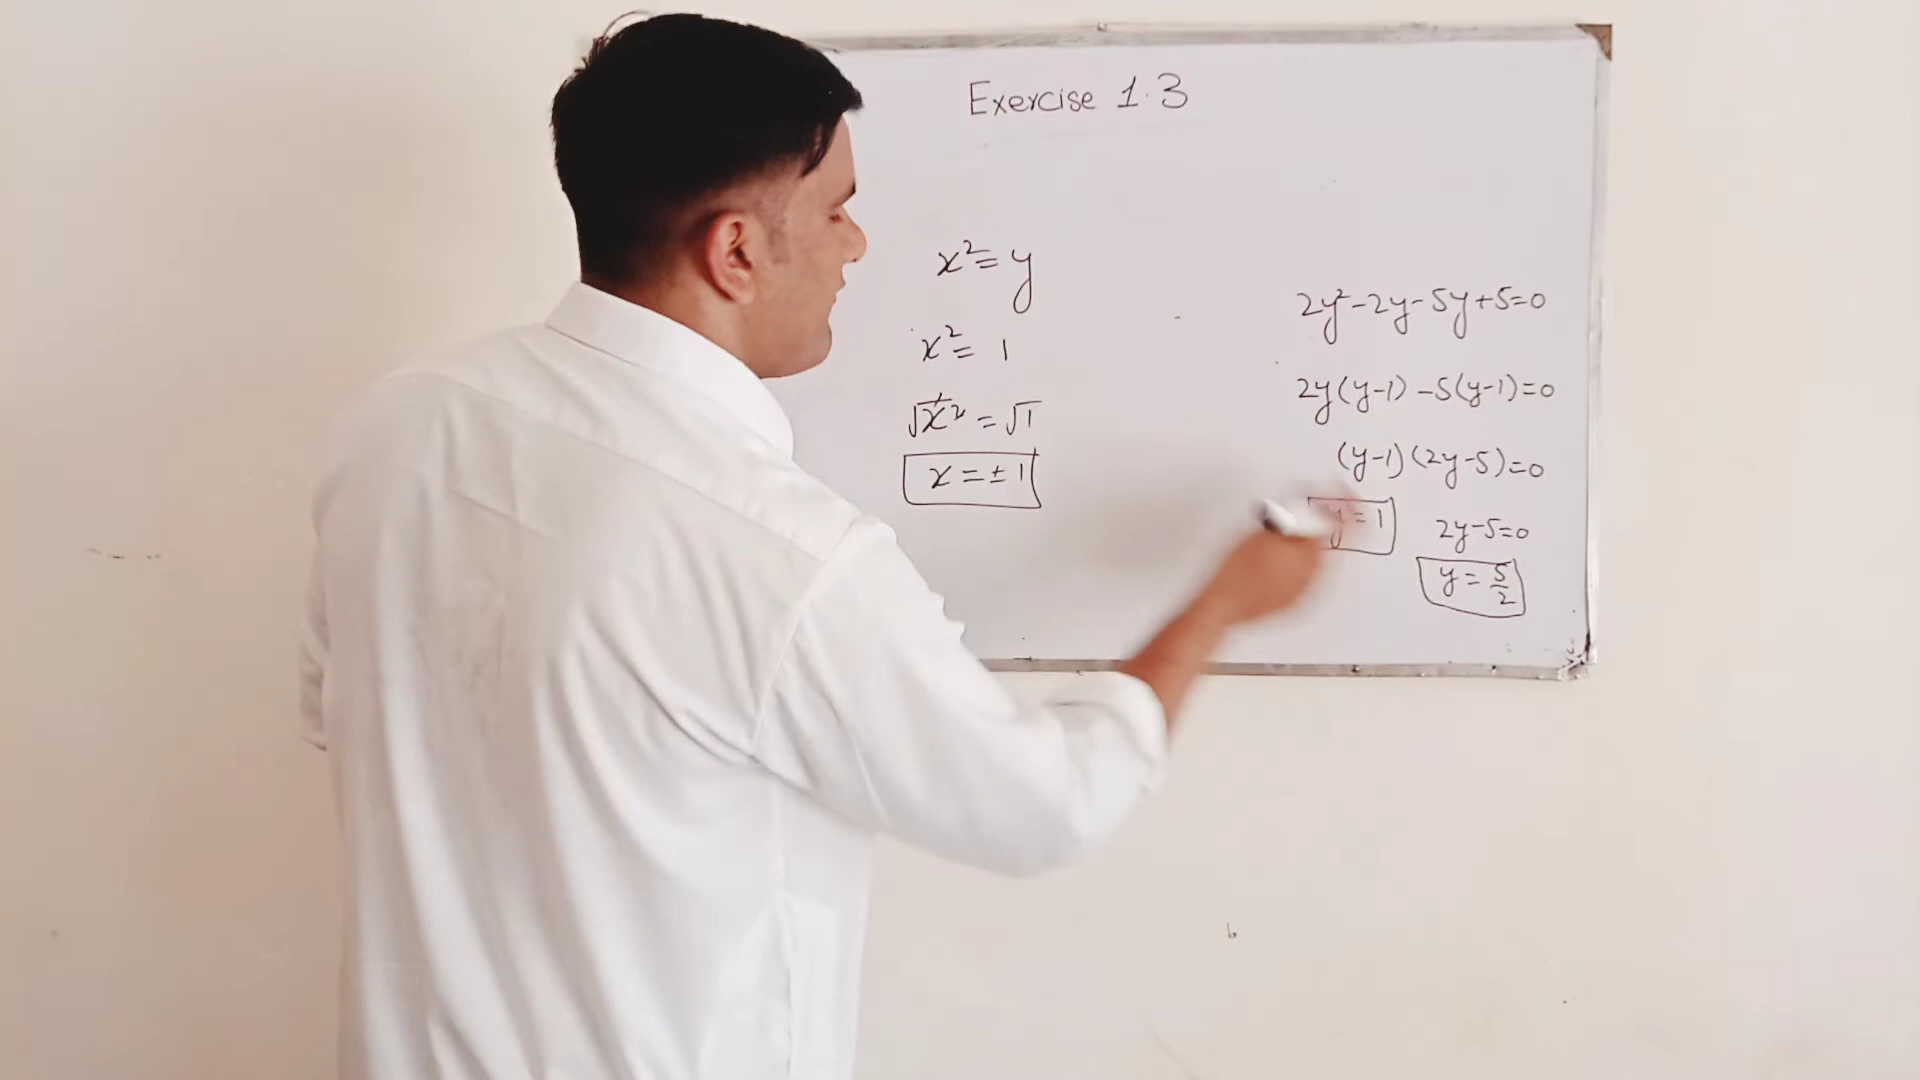 Exercise 1.3
x² = y
x² = 1
√x² = √1
x = ± 1
2y² - 2y - 5y + 5 = 0
2y(y-1) - 5(y-1) = 0
(y-1)(2y-5) = 0
y = 1
2y - 5 = 0
y = 5/2